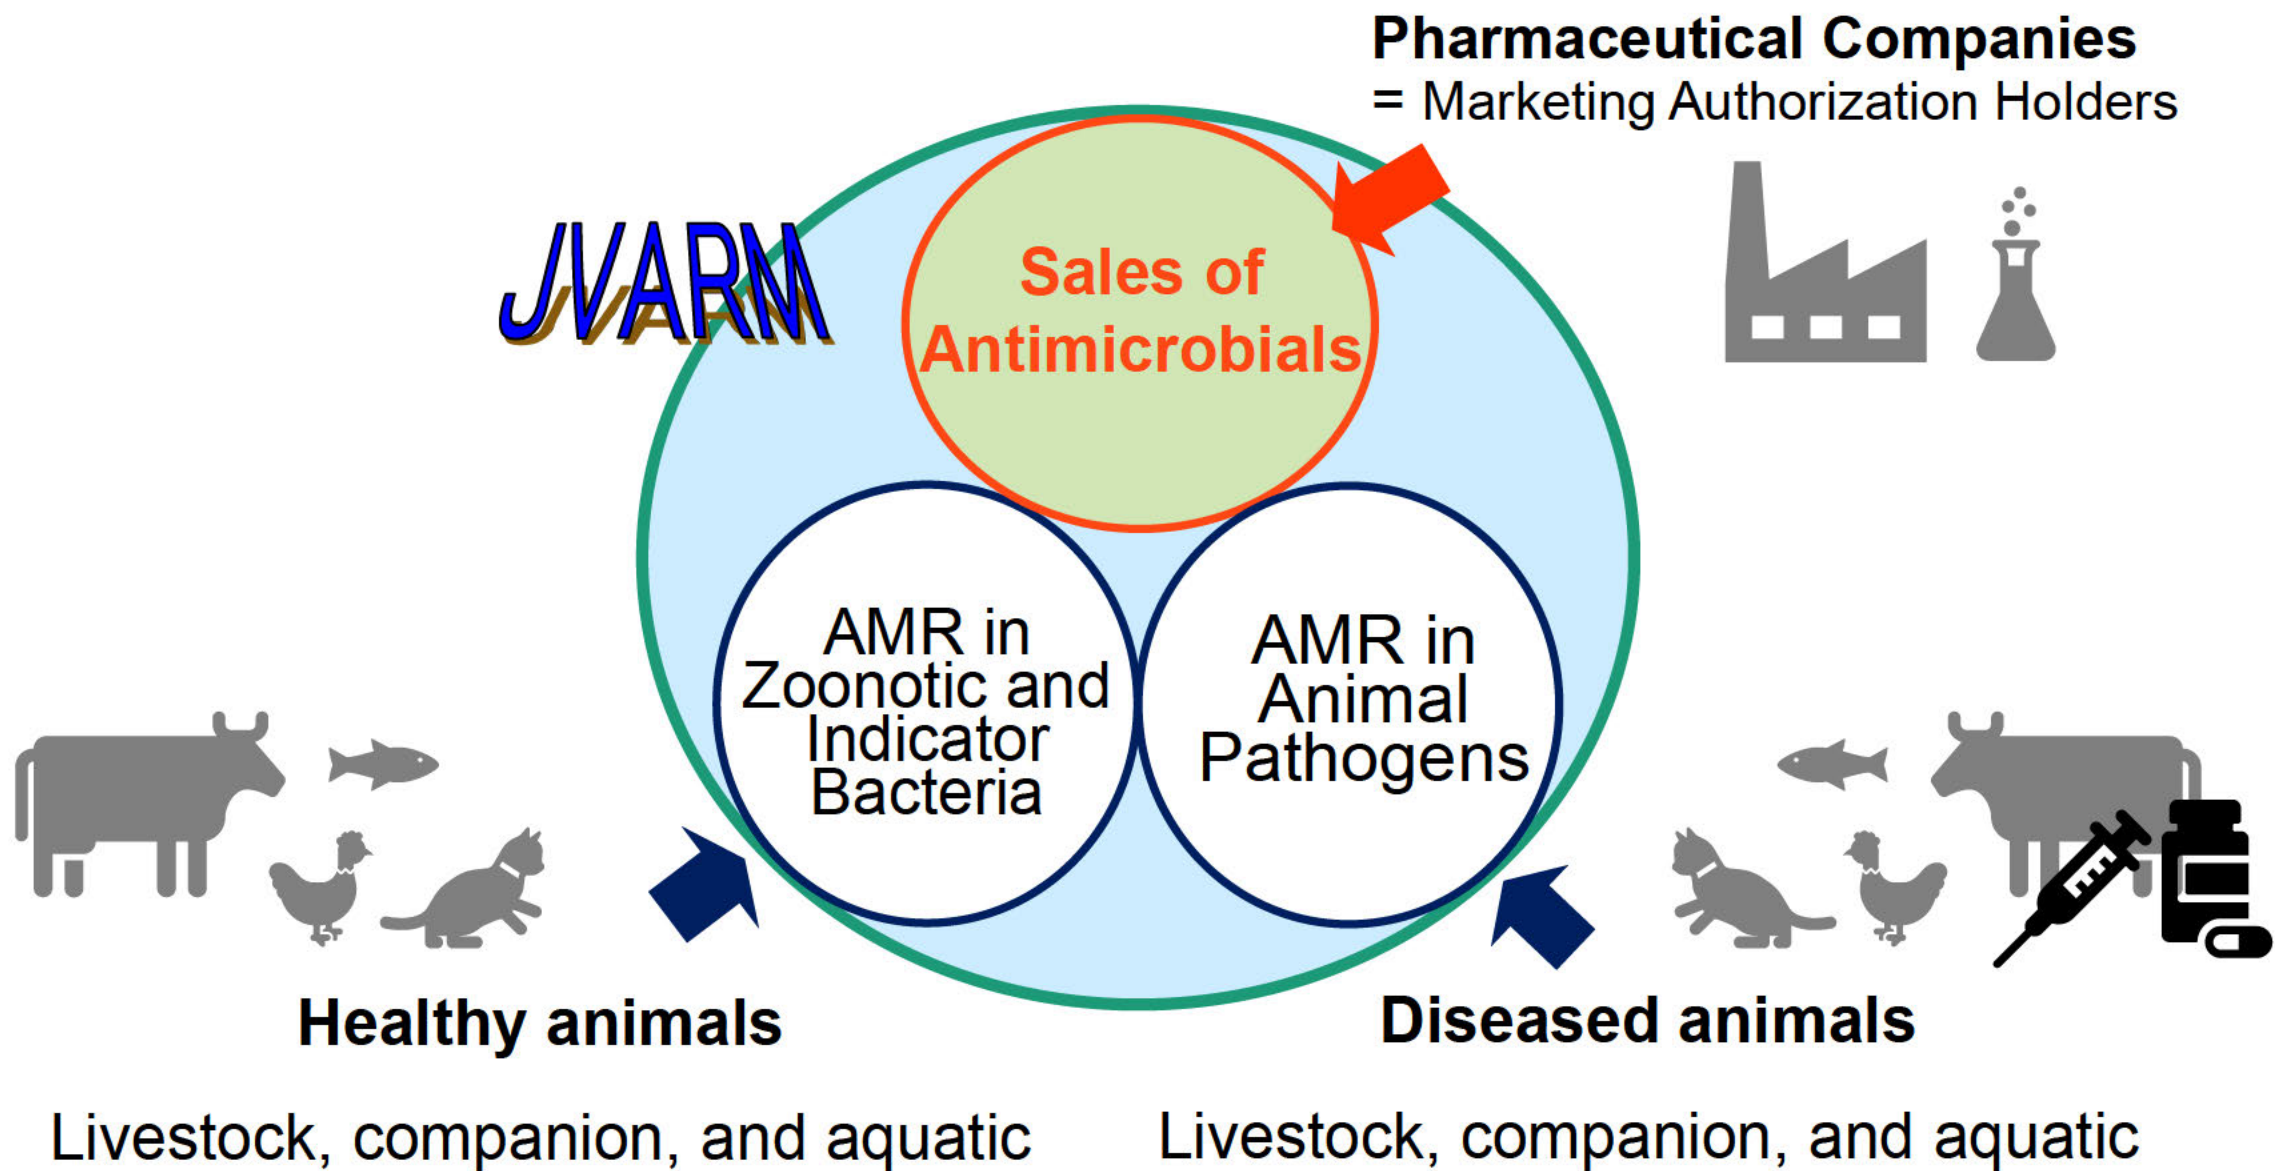 Pharmaceutical Companies
= Marketing Authorization Holders
JVARM
Sales of
Antimicrobials
AMR in
Zoonotic and
Indicator
Bacteria
AMR in
Animal
Pathogens
Healthy animals
Diseased animals
Livestock, companion, and aquatic
Livestock, companion, and aquatic